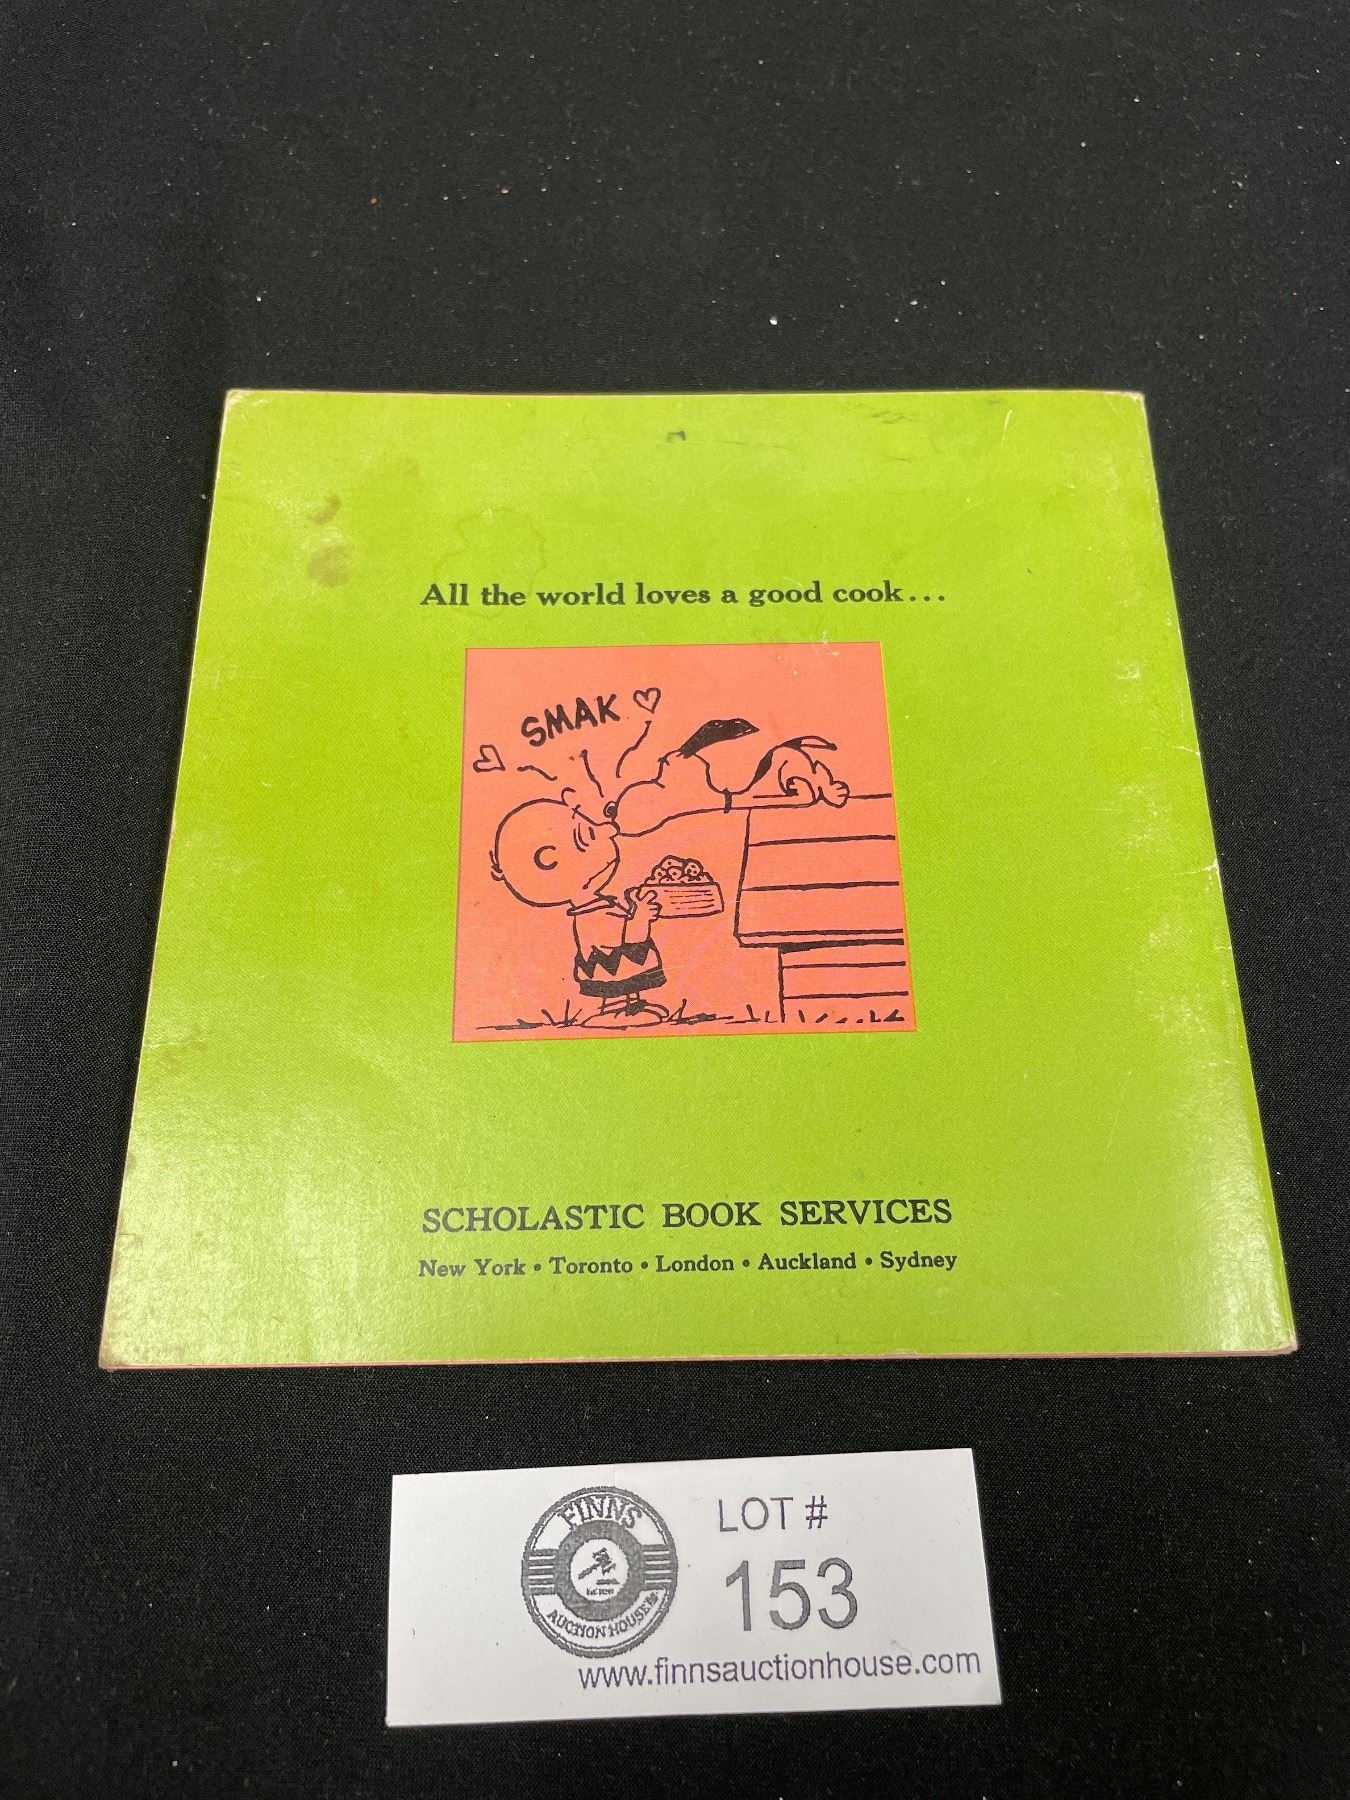 All the world loves a good cook...
SMAK
SCHOLASTIC BOOK SERVICES
New York • Toronto • London • Auckland • Sydney
FINNS
AUCTION HOUSE
LOT #
153
www.finnsauctionhouse.com